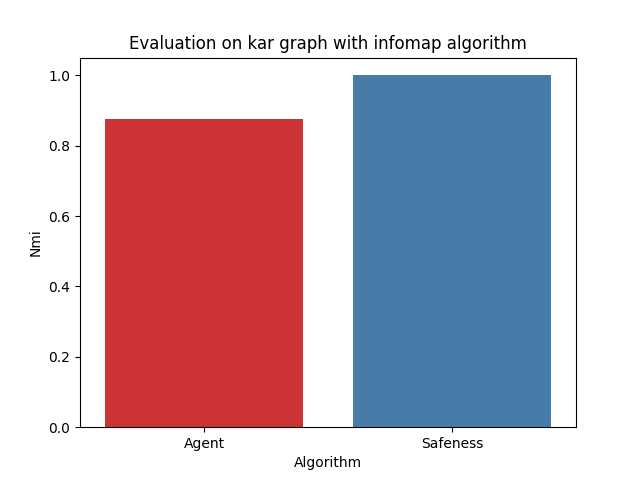 Evaluation on kar graph with infomap algorithm
1.0
0.8
0.6
0.4
0.2
0.0
Nmi
Agent
Safeness
Algorithm